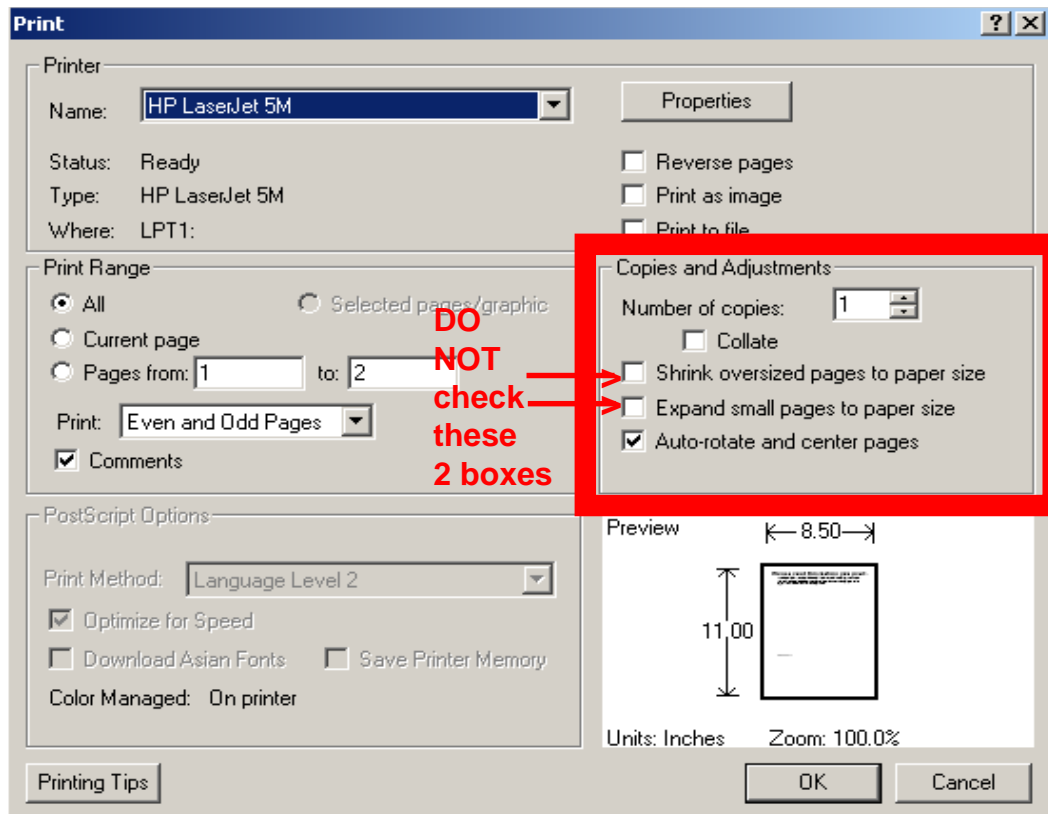 Print
Printer
Name: HP LaserJet 5M
Properties
Status: Ready
Type: HP LaserJet 5M
Where: LPT1:
Reverse pages
Print as image
Print to file
Print Range
All
Selected pages/graphic
Current page
Pages from: 1 to: 2
Print: Even and Odd Pages
Comments
DO
NOT
check
these
2 boxes
Copies and Adjustments
Number of copies: 1
Collate
Shrink oversized pages to paper size
Expand small pages to paper size
Auto-rotate and center pages
PostScript Options
Print Method: Language Level 2
Optimize for Speed
Download Asian Fonts
Save Printer Memory
Color Managed: On printer
Preview
8.50
11.00
Units: Inches Zoom: 100.0%
Printing Tips
OK
Cancel